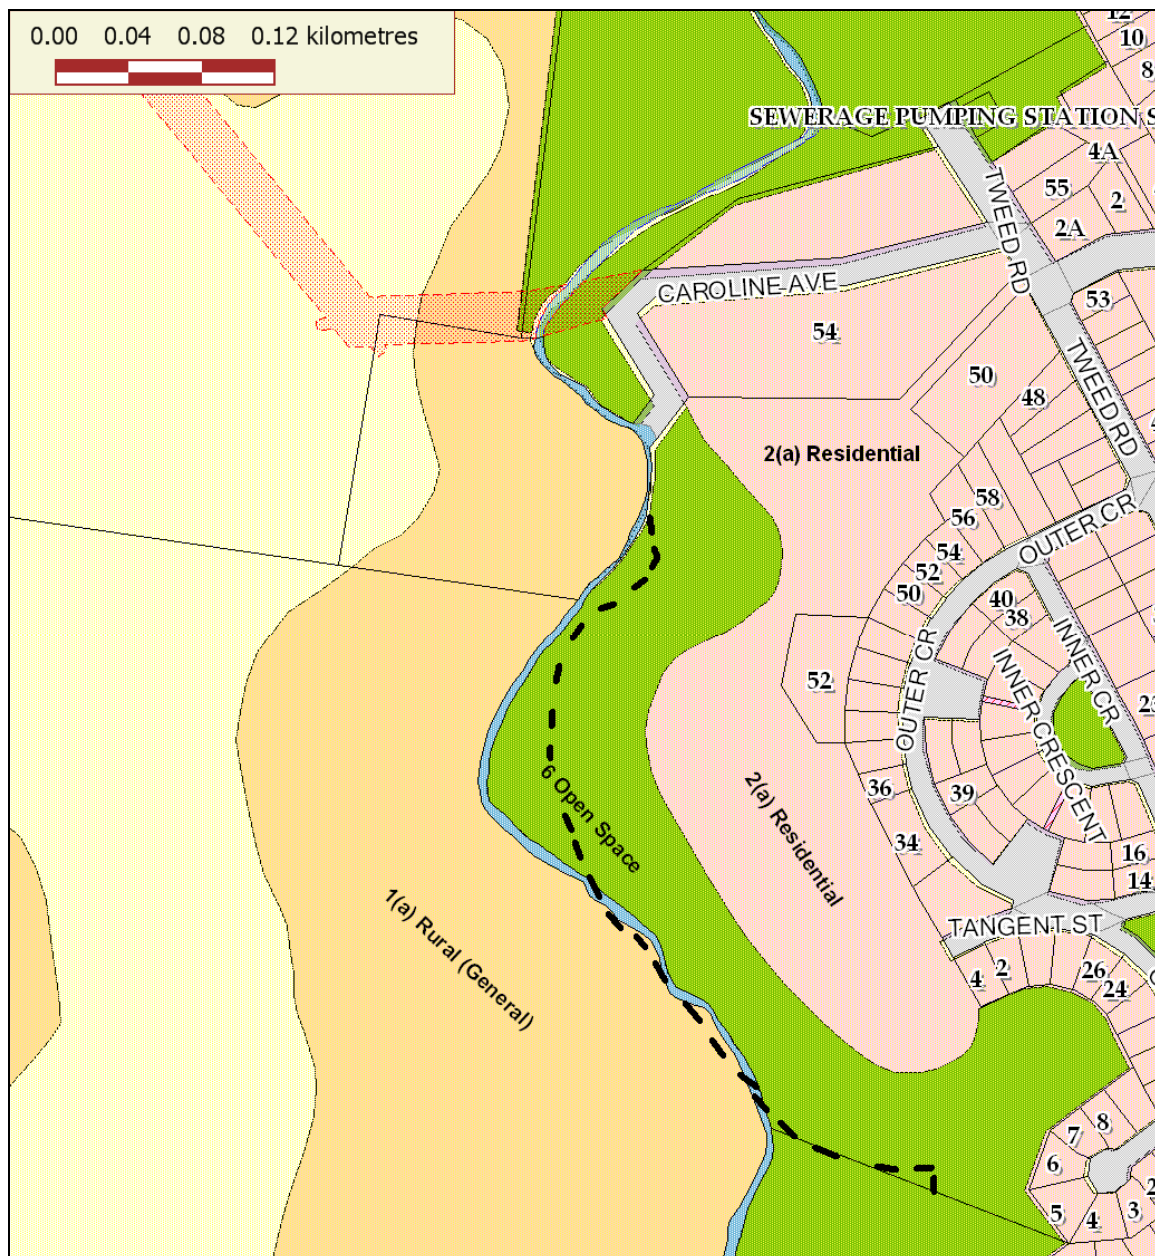 0.00 0.04 0.08 0.12 kilometres
12
10
8
SEWERAGE PUMPING STATION S
4A
55
2
2A
TWEED RD
CAROLINE AVE
53
54
50
48
TWEED RD
2(a) Residential
58
56
54
52
50
OUTER CR
40
38
INNER CR
INNER CRESCENT
OUTER CR
52
23
36
39
34
6 Open Space
2(a) Residential
16
14
1(a) Rural (General)
TANGENT ST
4
2
26
24
8
7
6
5
4
3
2